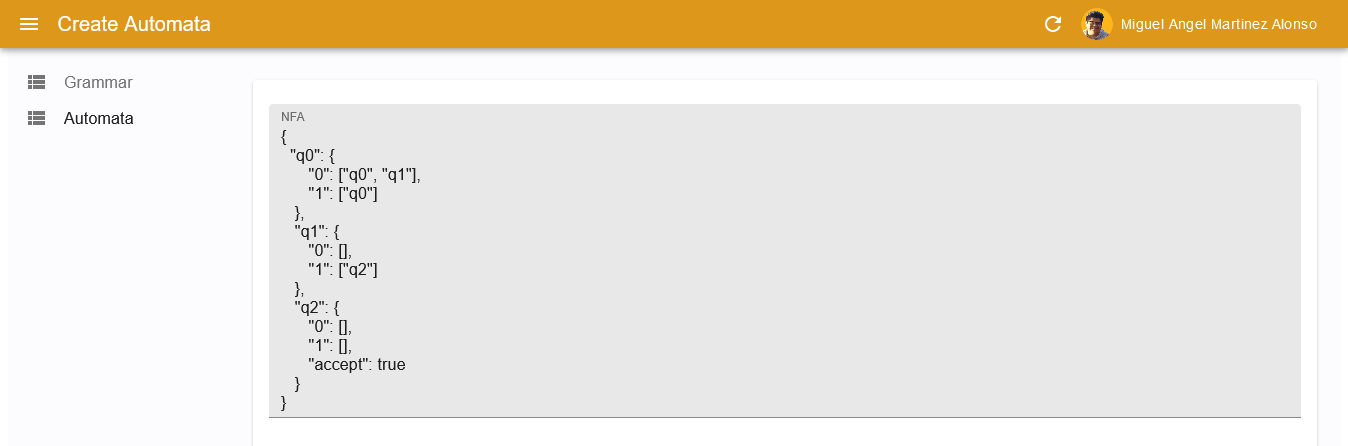 Create Automata
Miguel Angel Martinez Alonso
Grammar
Automata
NFA
{
  "q0": {
      "0": ["q0", "q1"],
      "1": ["q0"]
   },
   "q1": {
      "0": [],
      "1": ["q2"]
   },
   "q2": {
      "0": [],
      "1": [],
      "accept": true
   }
}